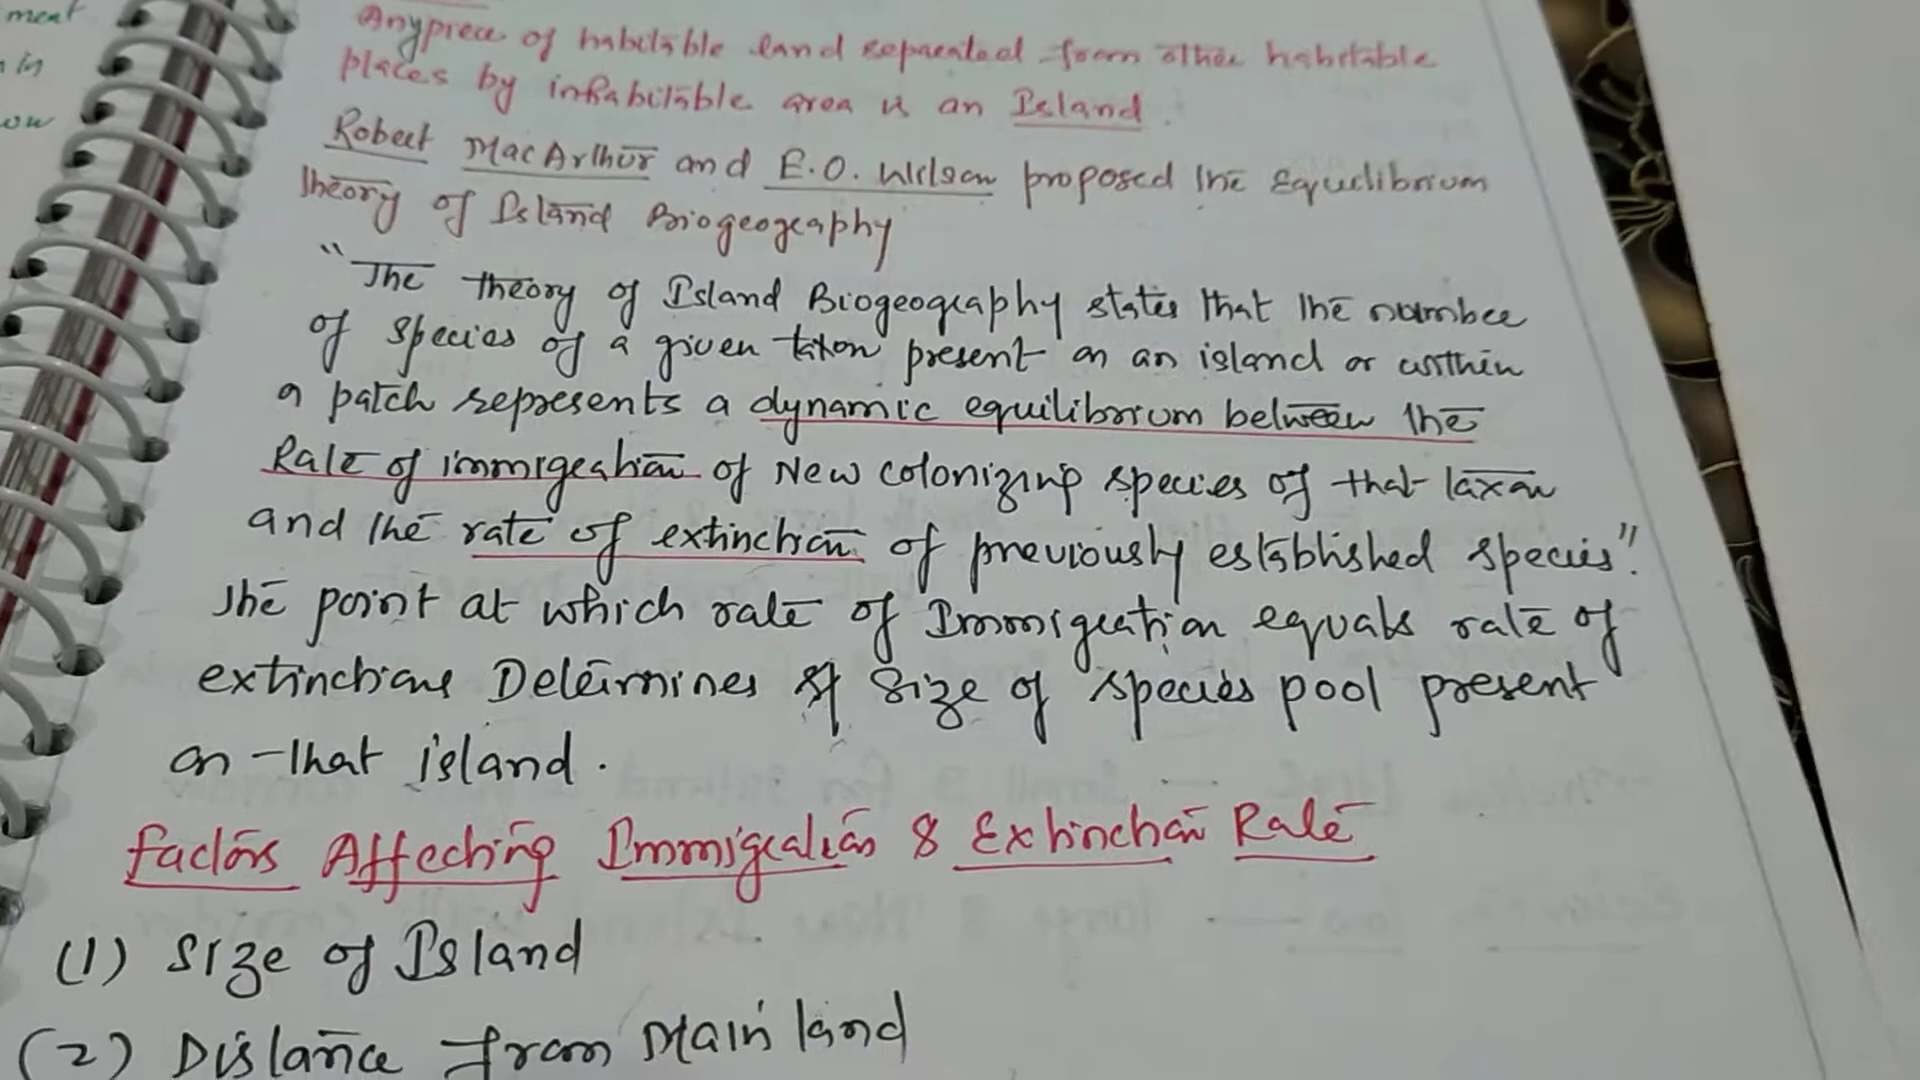 ment
in
ow
Any piece of habitable land separated from other habitable
places by inhabitable area is an Island.
Robert MacArthur and E.O. Wilson proposed the Equilibrium
theory of Island Biogeography
"The theory of Island Biogeography states that the number
of species of a given taxon present on an island or within
a patch represents a dynamic equilibrium between the
Rate of immigration of New colonizing species of that taxon
and the rate of extinction of previously established species".
The point at which rate of Immigration equals rate of
extinctions Determines size of species pool present
on that island.
Factors Affecting Immigration & Extinction Rate
(1) Size of Island
(2) Distance from Main land